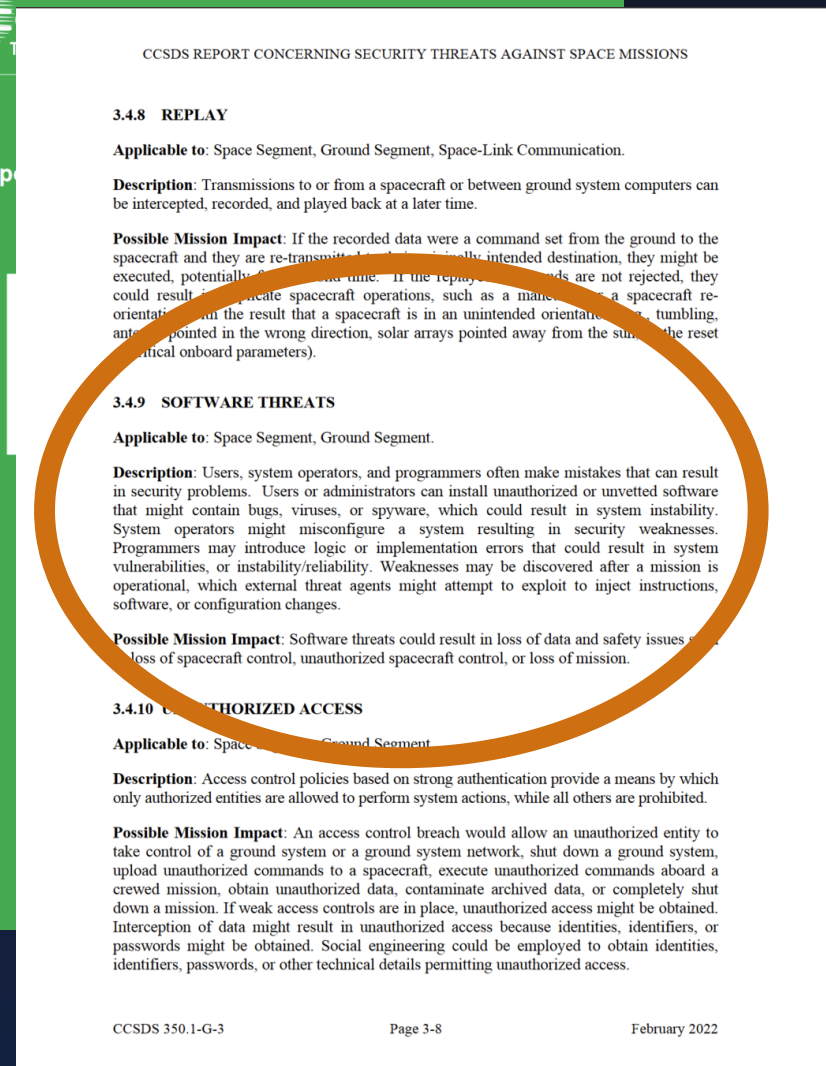 T
pe
CCSDS REPORT CONCERNING SECURITY THREATS AGAINST SPACE MISSIONS
3.4.8 REPLAY
Applicable to: Space Segment, Ground Segment, Space-Link Communication.
Description: Transmissions to or from a spacecraft or between ground system computers can
be intercepted, recorded, and played back at a later time.
Possible Mission Impact: If the recorded data were a command set from the ground to the
spacecraft and they are re-transmitted to intended destination, they might be
executed, potentially time. If the are not rejected, they
could result spacecraft operations, such as a a spacecraft re-
the result that a spacecraft is in an unintended tumbling,
pointed in the wrong direction, solar arrays pointed away from the the reset
onboard parameters).
3.4.9 SOFTWARE THREATS
Applicable to: Space Segment, Ground Segment.
Description: Users, system operators, and programmers often make mistakes that can result
in security problems. Users or administrators can install unauthorized or unvetted software
that might contain bugs, viruses, or spyware, which could result in system instability.
System operators might misconfigure a system resulting in security weaknesses.
Programmers may introduce logic or implementation errors that could result in system
vulnerabilities, or instability/reliability. Weaknesses may be discovered after a mission is
operational, which external threat agents might attempt to exploit to inject instructions,
software, or configuration changes.
Possible Mission Impact: Software threats could result in loss of data and safety issues
loss of spacecraft control, unauthorized spacecraft control, or loss of mission.
3.4.10 UNAUTHORIZED ACCESS
Applicable to: Space Ground Segment
Description: Access control policies based on strong authentication provide a means by which
only authorized entities are allowed to perform system actions, while all others are prohibited.
Possible Mission Impact: An access control breach would allow an unauthorized entity to
take control of a ground system or a ground system network, shut down a ground system,
upload unauthorized commands to a spacecraft, execute unauthorized commands aboard a
crewed mission, obtain unauthorized data, contaminate archived data, or completely shut
down a mission. If weak access controls are in place, unauthorized access might be obtained.
Interception of data might result in unauthorized access because identities, identifiers, or
passwords might be obtained. Social engineering could be employed to obtain identities,
identifiers, passwords, or other technical details permitting unauthorized access.
CCSDS 350.1-G-3 Page 3-8 February 2022